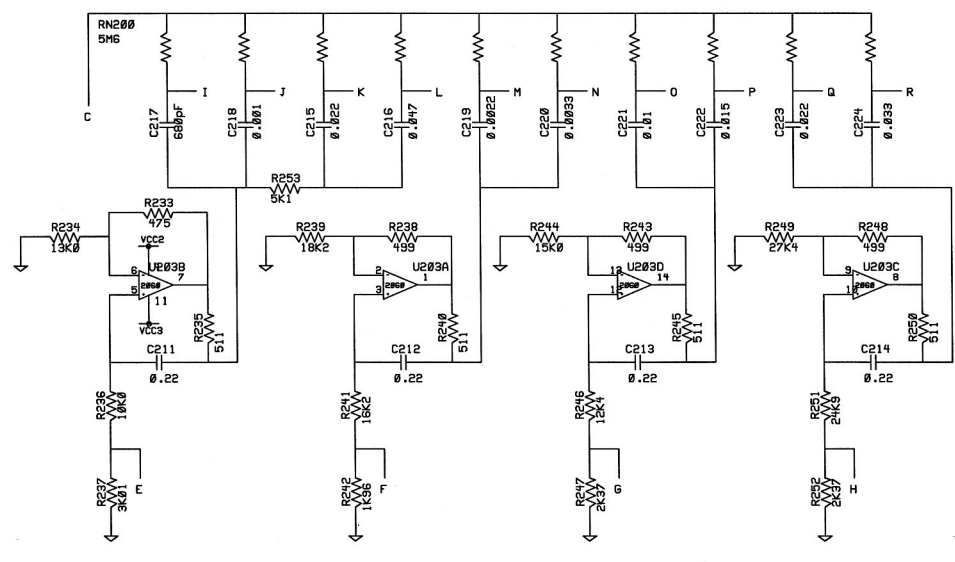 RN200
5M6
C
I
J
K
L
M
N
O
P
Q
R
C217
680pF
C218
0.001
C215
0.022
C216
0.047
C219
0.0022
C220
0.0033
C221
0.01
C222
0.015
C223
0.022
C224
0.033
R253
5K1
R233
475
R234
13K0
VCC2
U203B
6
5
2060
7
11
VCC3
R235
511
C211
0.22
R236
10K0
R237
3K01
E
R239
18K2
R238
499
U203A
2
3
2060
1
R240
511
C212
0.22
R241
16K2
R242
1K96
F
R244
15K0
R243
499
U203D
13
2060
14
R245
511
C213
0.22
R246
12K4
R247
2K37
G
R249
27K4
R248
499
U203C
9
10
2060
8
R250
511
C214
0.22
R251
24K9
R252
2K37
H